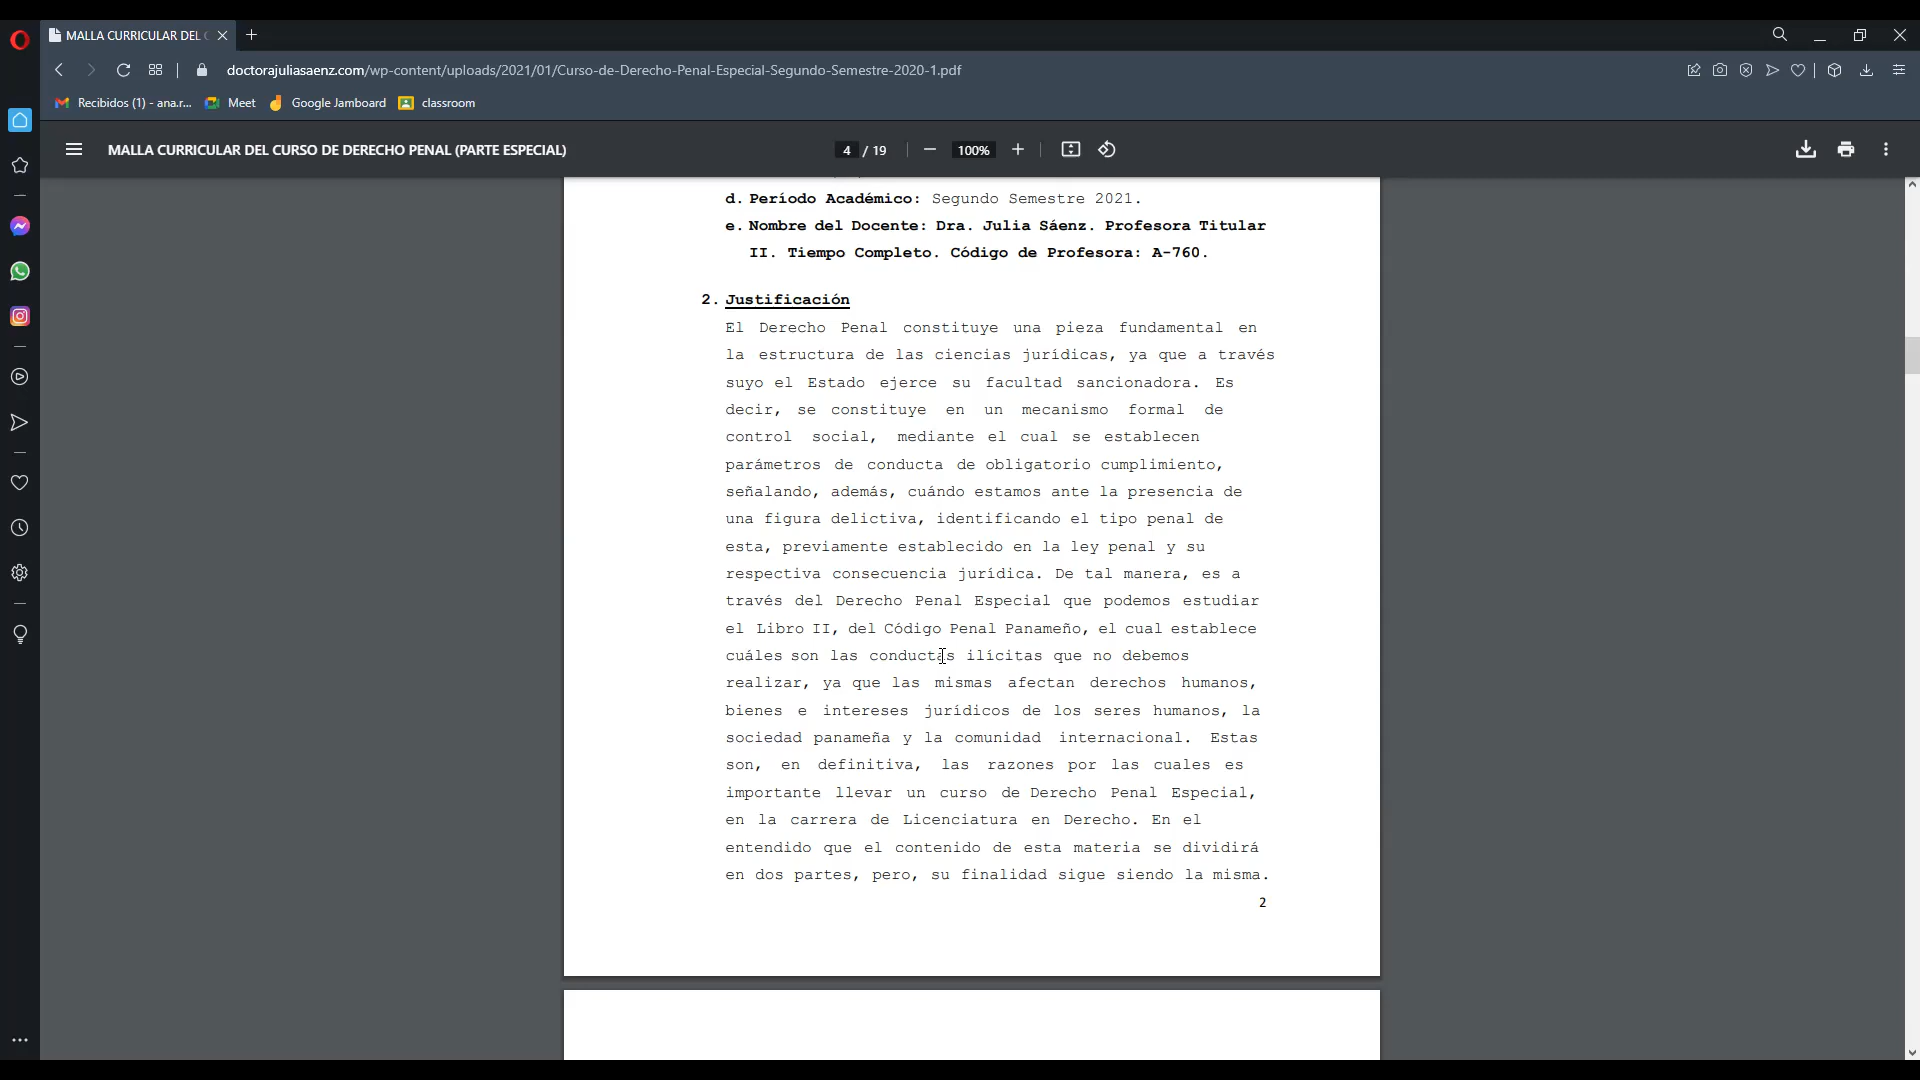 MALLA CURRICULAR DEL
doctorajuliasaenz.com/wp-content/uploads/2021/01/Curso-de-Derecho-Penal-Especial-Segundo-Semestre-2020-1.pdf
Recibidos (1) - ana.r... Meet Google Jamboard classroom
MALLA CURRICULAR DEL CURSO DE DERECHO PENAL (PARTE ESPECIAL) 4 / 19 100%
d. Período Académico: Segundo Semestre 2021.
e. Nombre del Docente: Dra. Julia Sáenz. Profesora Titular
II. Tiempo Completo. Código de Profesora: A-760.
2. Justificación
El Derecho Penal constituye una pieza fundamental en
la estructura de las ciencias jurídicas, ya que a través
suyo el Estado ejerce su facultad sancionadora. Es
decir, se constituye en un mecanismo formal de
control social, mediante el cual se establecen
parámetros de conducta de obligatorio cumplimiento,
señalando, además, cuándo estamos ante la presencia de
una figura delictiva, identificando el tipo penal de
esta, previamente establecido en la ley penal y su
respectiva consecuencia jurídica. De tal manera, es a
través del Derecho Penal Especial que podemos estudiar
el Libro II, del Código Penal Panameño, el cual establece
cuáles son las conductas ilícitas que no debemos
realizar, ya que las mismas afectan derechos humanos,
bienes e intereses jurídicos de los seres humanos, la
sociedad panameña y la comunidad internacional. Estas
son, en definitiva, las razones por las cuales es
importante llevar un curso de Derecho Penal Especial,
en la carrera de Licenciatura en Derecho. En el
entendido que el contenido de esta materia se dividirá
en dos partes, pero, su finalidad sigue siendo la misma.
2